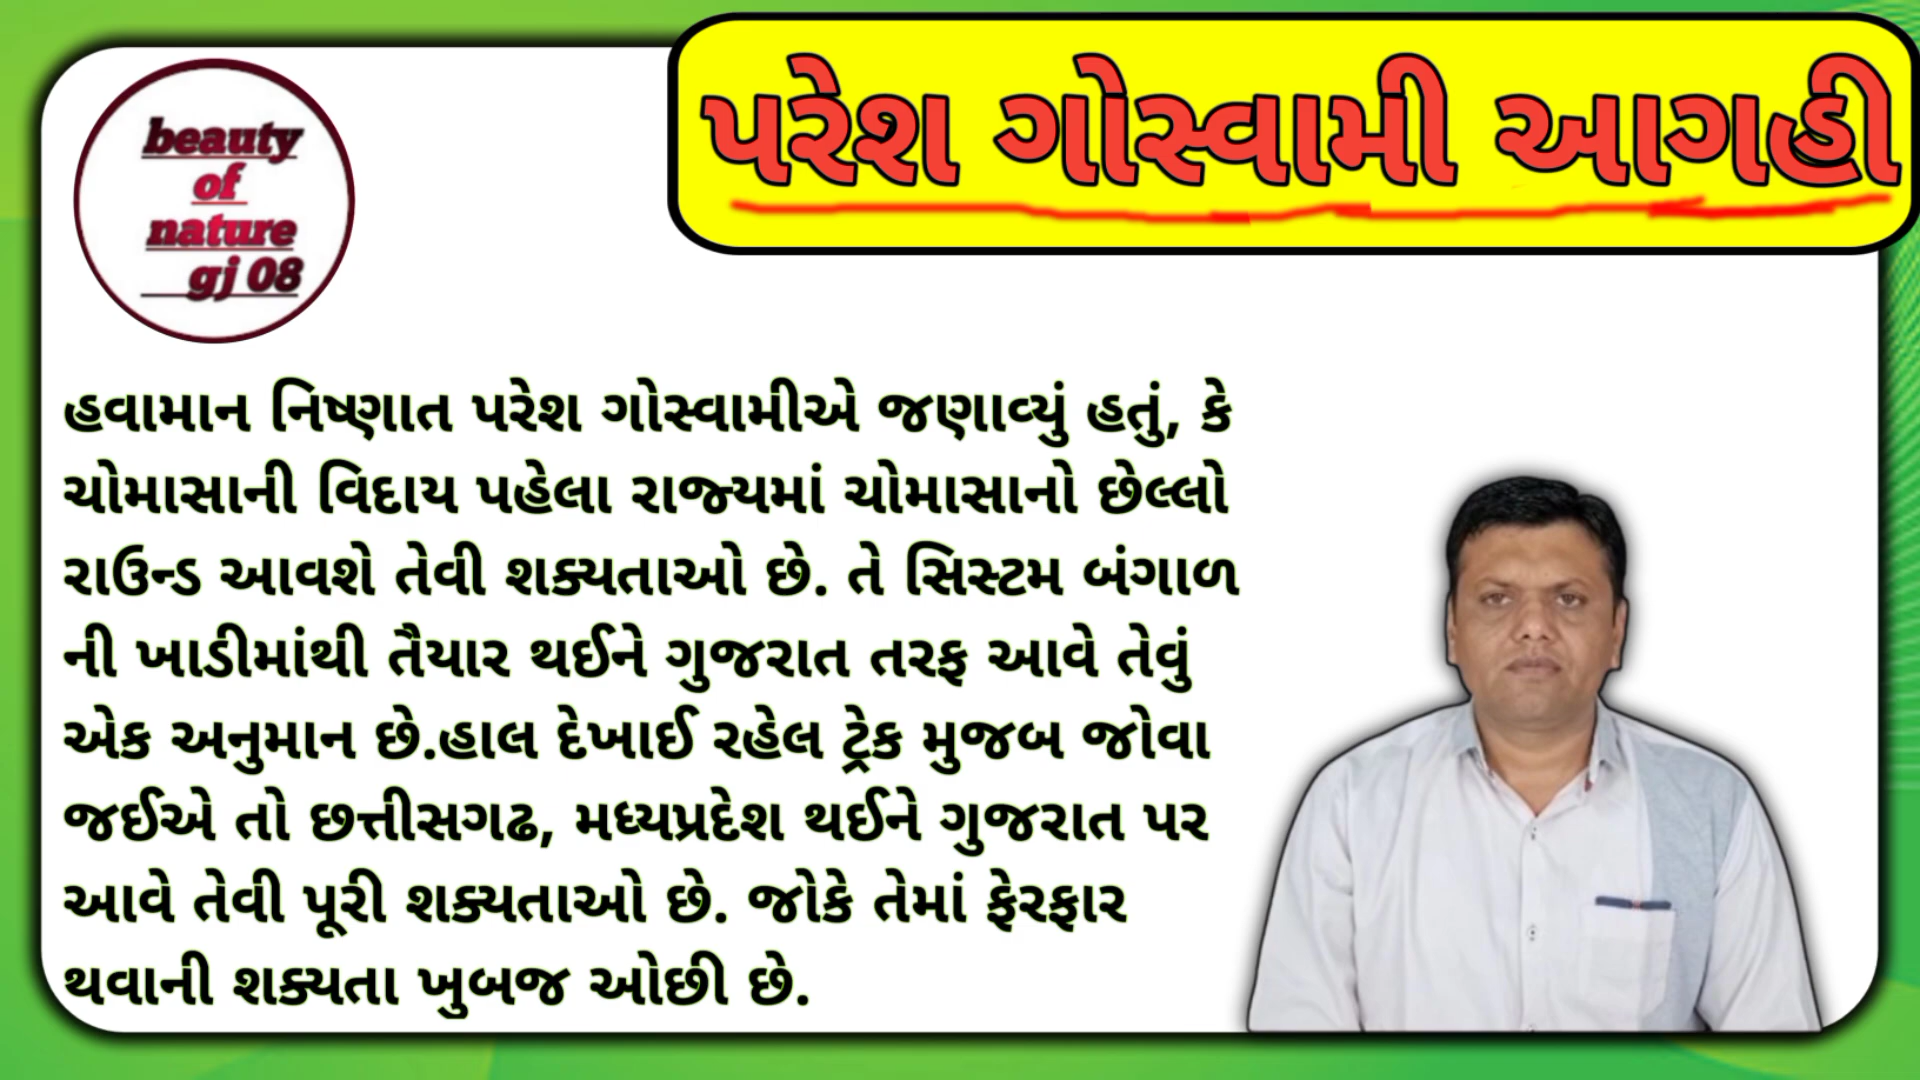 beauty
of
nature
gj 08
પરેશ ગોસ્વામી આગહી
હવામાન નિષ્ણાત પરેશ ગોસ્વામીએ જણાવ્યું હતું, કે
ચોમાસાની વિદાય પહેલા રાજ્યમાં ચોમાસાનો છેલ્લો
રાઉન્ડ આવશે તેવી શક્યતાઓ છે. તે સિસ્ટમ બંગાળ
ની ખાડીમાંથી તૈયાર થઈને ગુજરાત તરફ આવે તેવું
એક અનુમાન છે.હાલ દેખાઈ રહેલ ટ્રેક મુજબ જોવા
જઈએ તો છત્તીસગઢ, મધ્યપ્રદેશ થઈને ગુજરાત પર
આવે તેવી પૂરી શક્યતાઓ છે. જોકે તેમાં ફેરફાર
થવાની શક્યતા ખુબજ ઓછી છે.